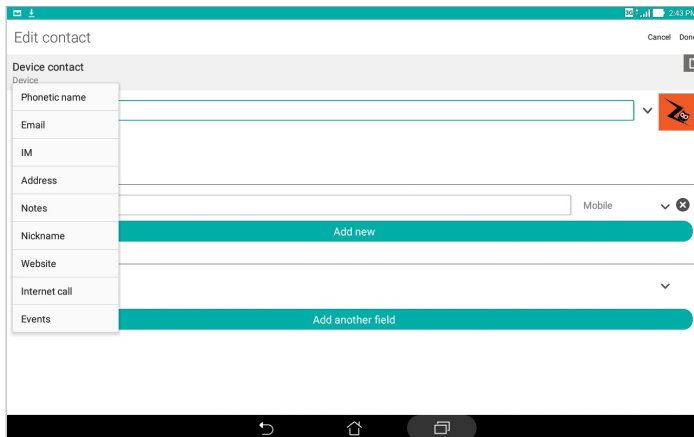 3G 2:43 PM
Edit contact
Cancel Done
Device contact
Device
Phonetic name
Email
IM
Address
Notes
Mobile
Nickname
Add new
Website
Internet call
Events
Add another field